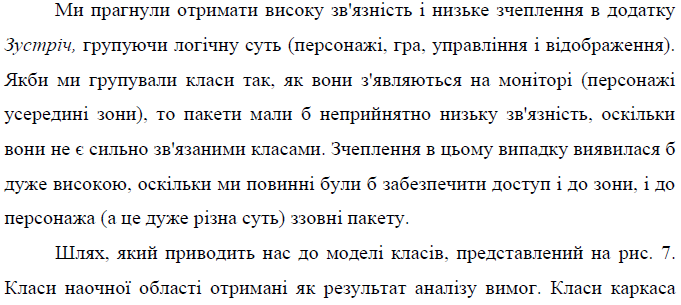 Ми прагнули отримати високу зв'язність і низьке зчеплення в додатку
Зустріч, групуючи логічну суть (персонажі, гра, управління і відображення).
Якби ми групували класи так, як вони з'являються на моніторі (персонажі
усередині зони), то пакети мали б неприйнятно низьку зв'язність, оскільки
вони не є сильно зв'язаними класами. Зчеплення в цьому випадку виявилася б
дуже високою, оскільки ми повинні були б забезпечити доступ і до зони, і до
персонажа (а це дуже різна суть) ззовні пакету.
Шлях, який приводить нас до моделі класів, представлений на рис. 7.
Класи наочної області отримані як результат аналізу вимог. Класи каркаса